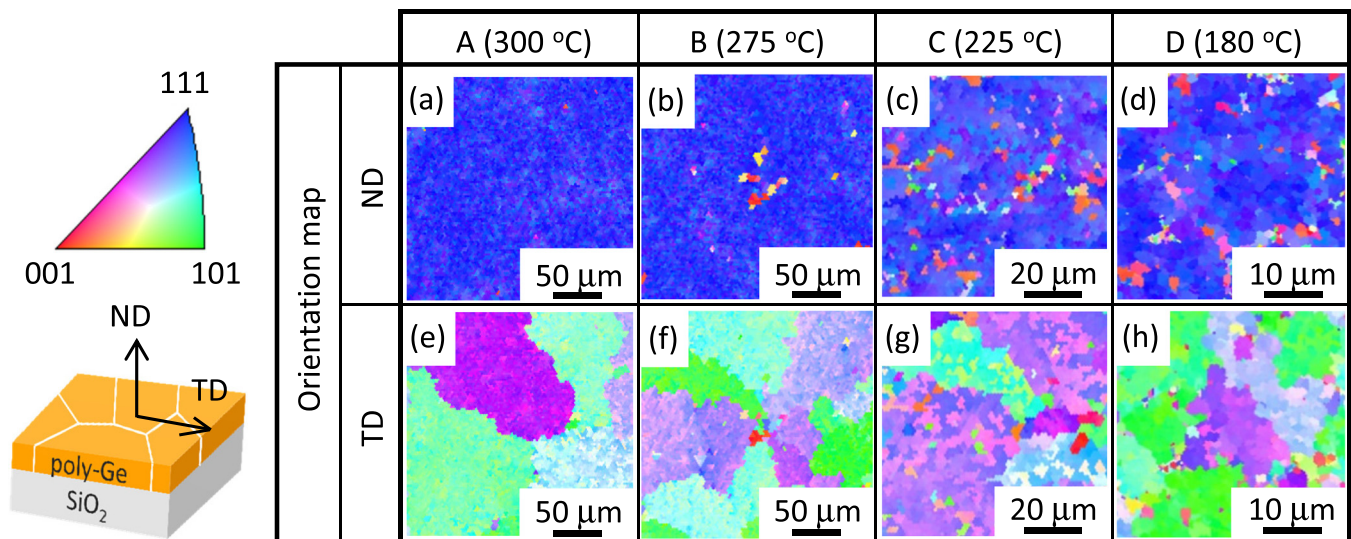 A (300 °C)
B (275 °C)
C (225 °C)
D (180 °C)
111
001
101
ND
TD
poly-Ge
SiO₂
Orientation map
ND
(a)
50 μm
(b)
50 μm
(c)
20 μm
(d)
10 μm
TD
(e)
50 μm
(f)
50 μm
(g)
20 μm
(h)
10 μm